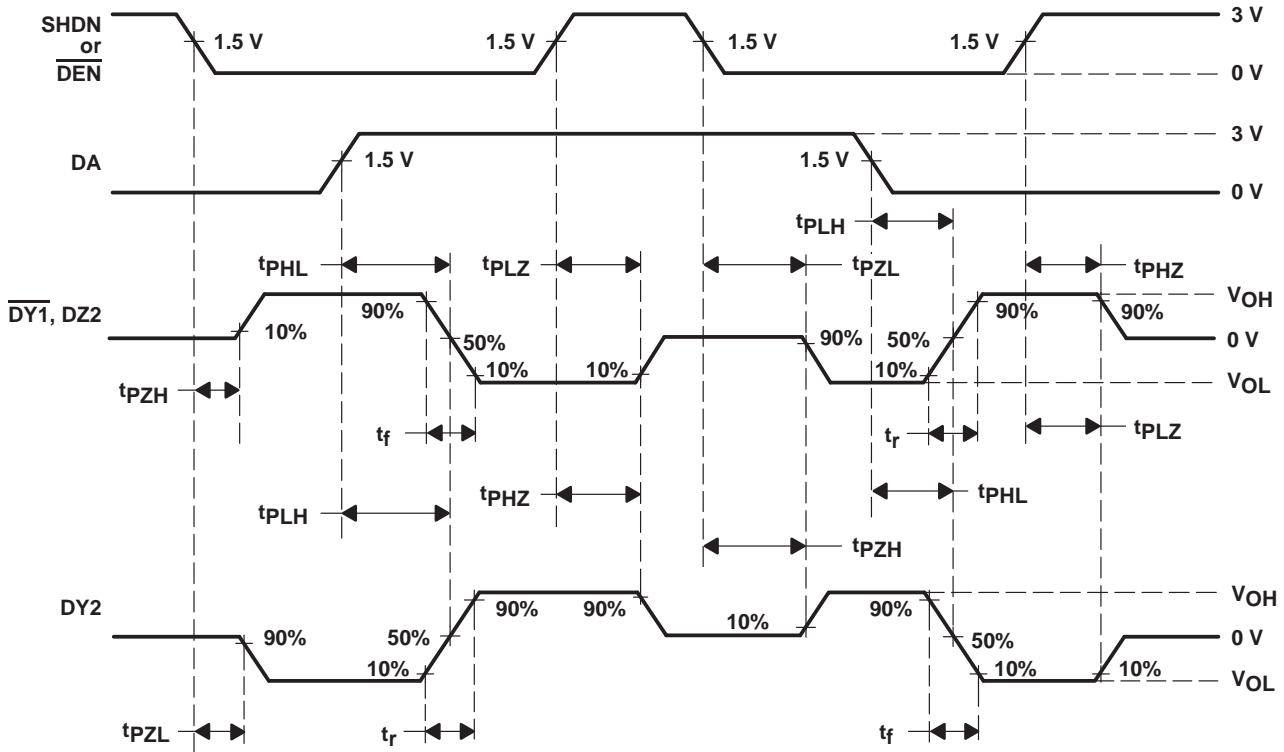 SHDN
or
D̅E̅N̅
1.5 V
1.5 V
1.5 V
1.5 V
3 V
0 V
DA
1.5 V
1.5 V
3 V
0 V
tPLH
tPHL
tPLZ
tPZL
tPHZ
D̅Y̅1̅, DZ2
10%
90%
50%
10%
10%
90%
50%
10%
90%
90%
VOH
0 V
VOL
tPZH
tf
tr
tPLZ
tPLH
tPHZ
tPHL
tPZH
DY2
90%
50%
10%
90%
90%
10%
90%
50%
10%
10%
VOH
0 V
VOL
tPZL
tr
tf